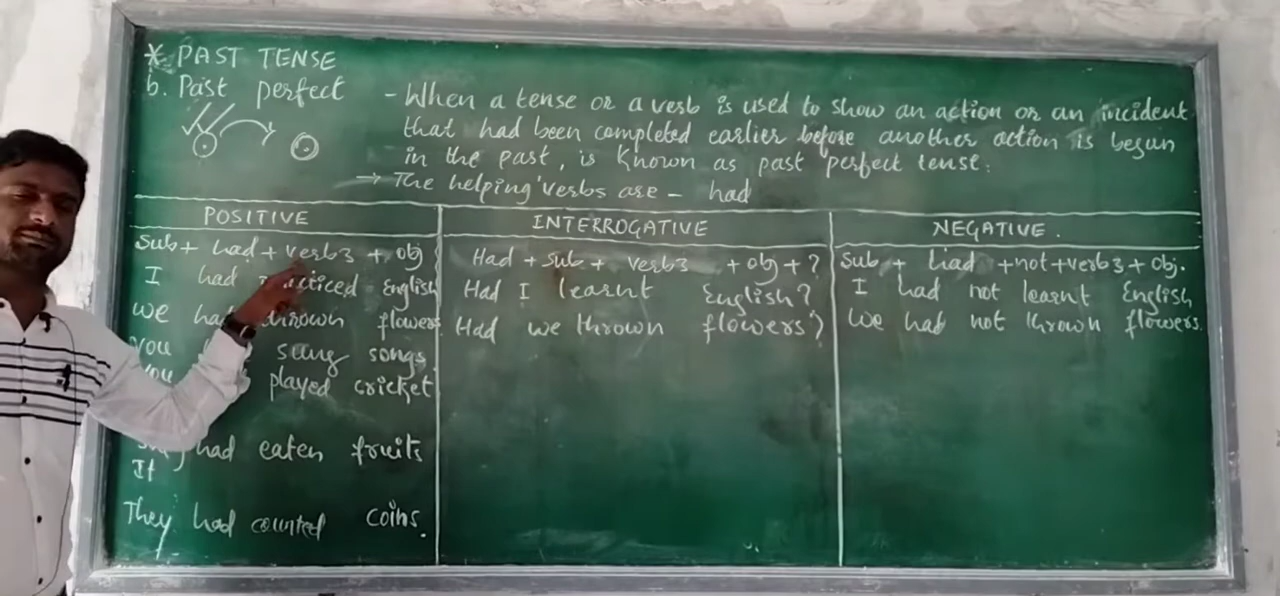 * PAST TENSE
b. Past perfect
- When a tense or a verb is used to show an action or an incident
that had been completed earlier before another action is begun
in the past, is known as past perfect tense.
→ The helping verbs are - had
POSITIVE
Sub + had + verb3 + obj
I had English
we thrown flowers
you sung songs
you played cricket
had eaten fruits
It
They had counted coins.
INTERROGATIVE
Had + sub + verb3 + obj + ?
Had I learnt English?
Had we thrown flowers?
NEGATIVE.
Sub + had + not + verb3 + obj.
I had not learnt English
We had not thrown flowers.